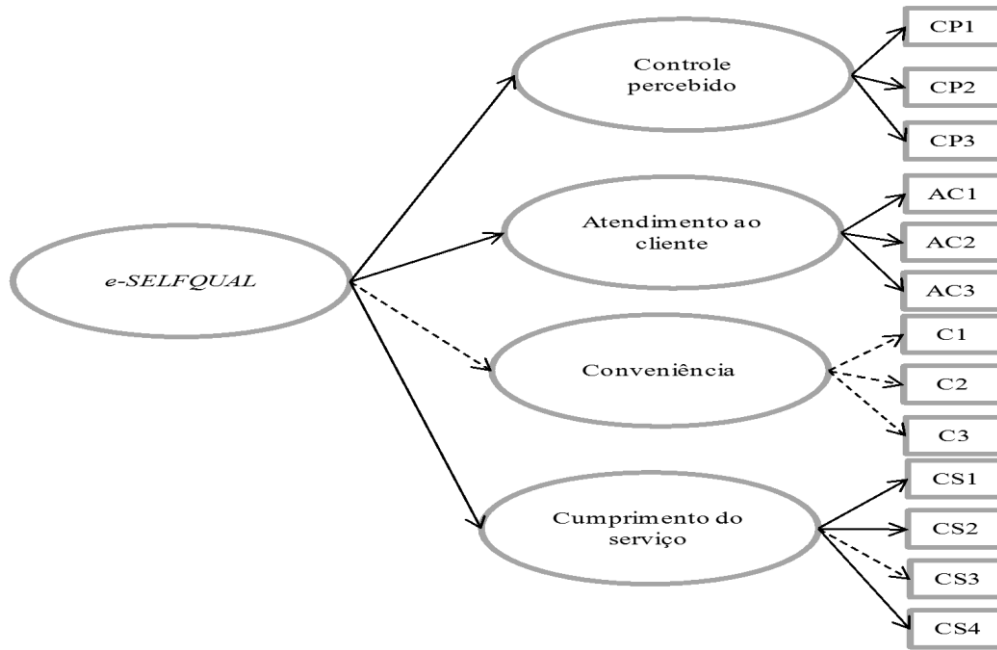 e-SELFQUAL
Controle
percebido
CP1
CP2
CP3
Atendimento ao
cliente
AC1
AC2
AC3
Conveniência
C1
C2
C3
Cumprimento do
serviço
CS1
CS2
CS3
CS4